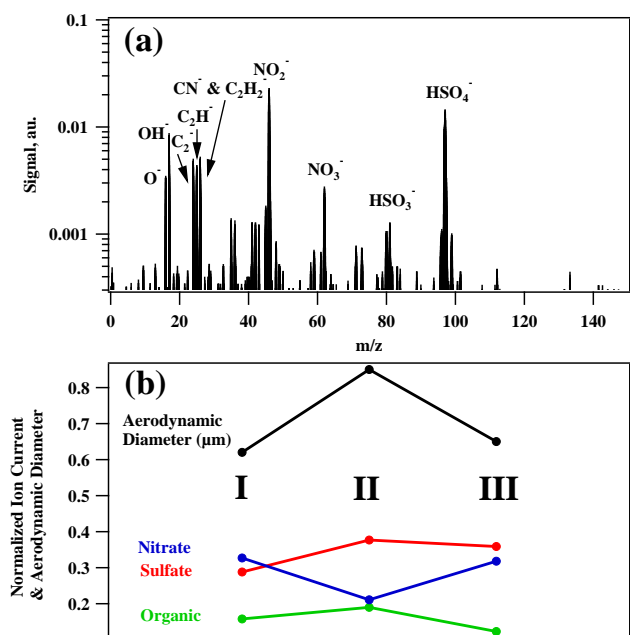 0.1
(a)
NO₂⁻
CN⁻ & C₂H₂⁻
HSO₄⁻
C₂H⁻
0.01
OH⁻
C₂⁻
O⁻
NO₃⁻
HSO₃⁻
0.001
Signal, au.
0 20 40 60 80 100 120 140
m/z
(b)
0.8
Aerodynamic
Diameter (µm)
0.7
0.6
I II III
0.5
0.4
Nitrate
Sulfate
0.3
Organic
0.2
Normalized Ion Current
& Aerodynamic Diameter